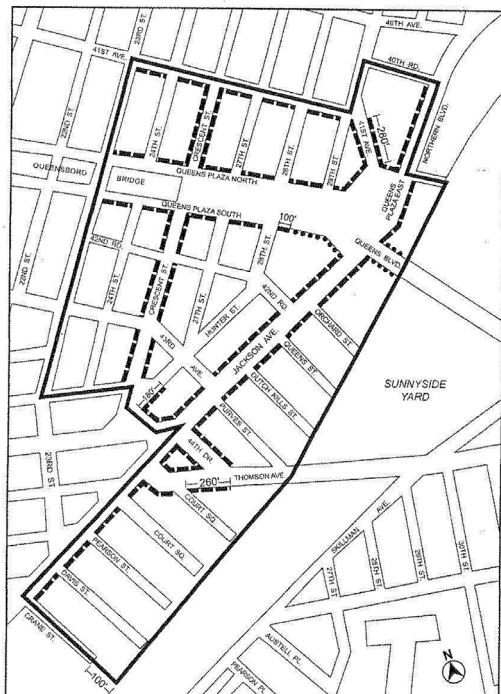 46TH AVE.
23RD ST.
41ST AVE.
40TH RD.
22ND ST.
24TH ST.
CRESCENT ST.
27TH ST.
28TH ST.
29TH ST.
41ST AVE.
280'
NORTHERN BLVD.
QUEENSBORO
BRIDGE
QUEENS PLAZA NORTH
QUEENS PLAZA EAST
QUEENS PLAZA SOUTH
100'
42ND RD.
28TH ST.
QUEENS BLVD.
22ND ST.
24TH ST.
CRESCENT ST.
27TH ST.
HUNTER ST.
42ND RD.
43RD
AVE.
JACKSON AVE.
ORCHARD ST.
QUEENS ST.
DUTCH KILLS ST.
PURVES ST.
SUNNYSIDE
YARD
180'
44TH DR.
23RD ST.
THOMSON AVE.
260'
COURT SQ.
COURT SQ.
PEARSON ST.
DAVIS ST.
CRANE ST.
100'
SKILLMAN AVE.
27TH ST.
28TH ST.
29TH ST.
30TH ST.
AUSTELL PL.
PEARSON PL.
N